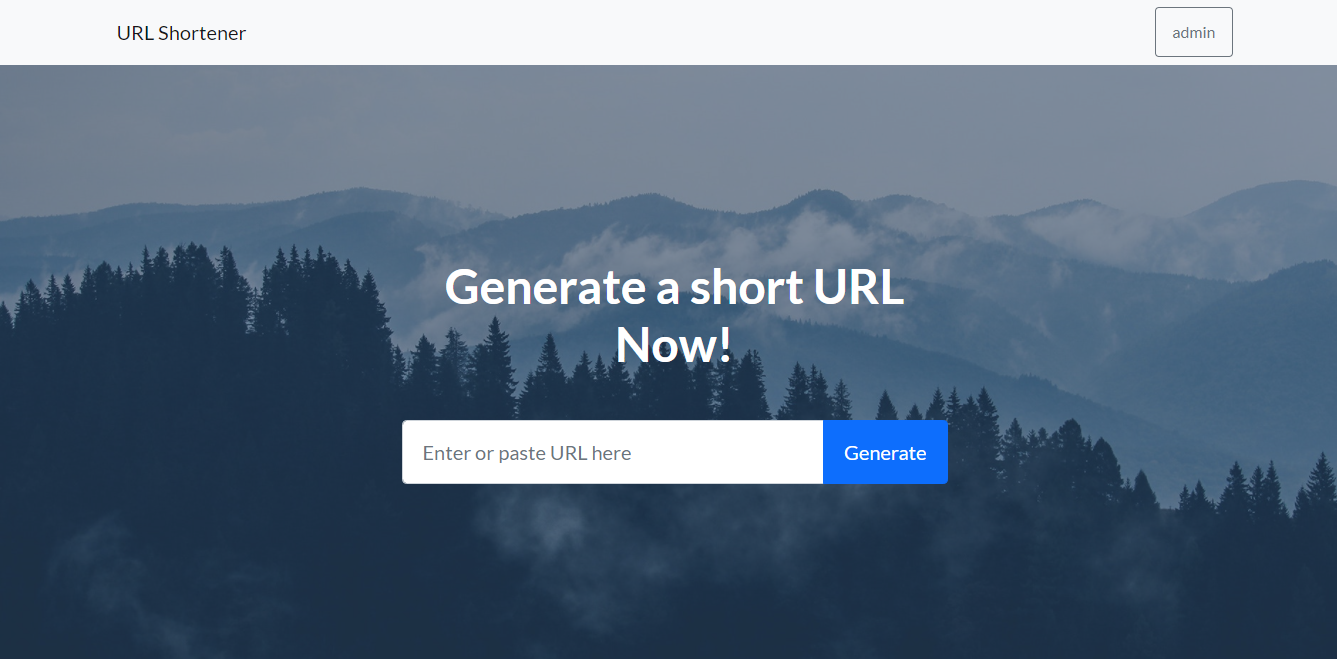 URL Shortener
admin
Generate a short URL
Now!
Enter or paste URL here
Generate